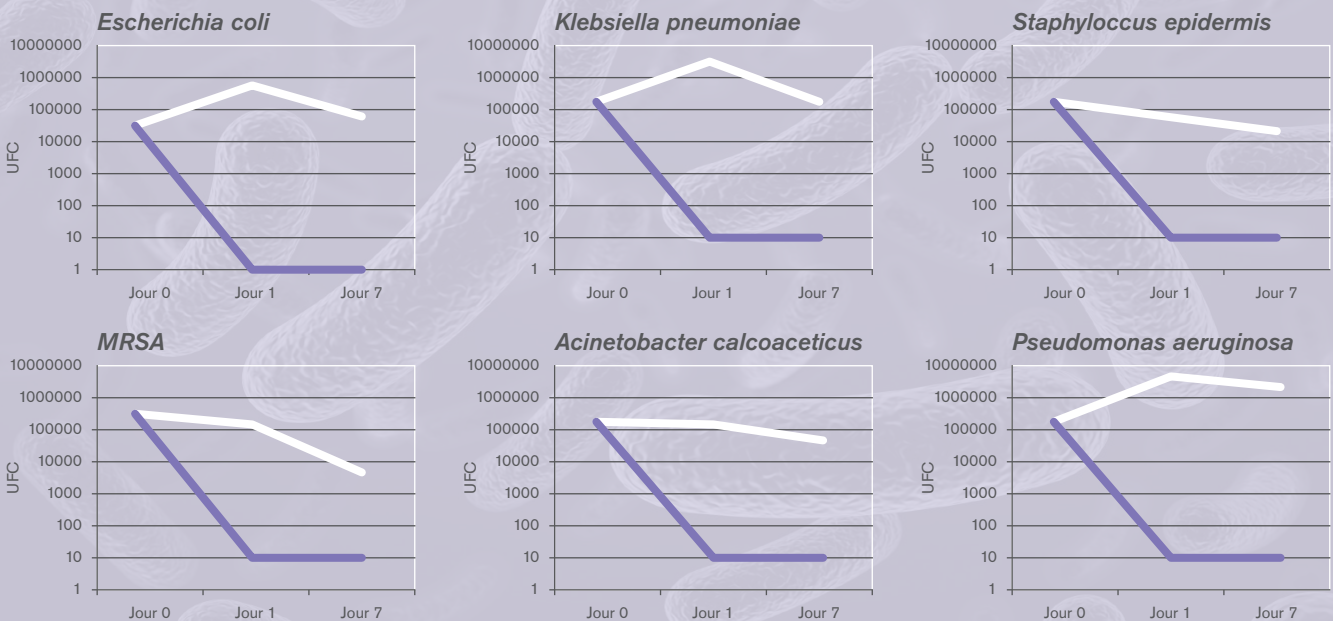 Escherichia coli
10000000
1000000
100000
10000
1000
100
10
1
UFC
Jour 0 Jour 1 Jour 7
Klebsiella pneumoniae
10000000
1000000
100000
10000
1000
100
10
1
UFC
Jour 0 Jour 1 Jour 7
Staphyloccus epidermis
10000000
1000000
100000
10000
1000
100
10
1
UFC
Jour 0 Jour 1 Jour 7
MRSA
10000000
1000000
100000
10000
1000
100
10
1
UFC
Jour 0 Jour 1 Jour 7
Acinetobacter calcoaceticus
10000000
1000000
100000
10000
1000
100
10
1
UFC
Jour 0 Jour 1 Jour 7
Pseudomonas aeruginosa
10000000
1000000
100000
10000
1000
100
10
1
UFC
Jour 0 Jour 1 Jour 7